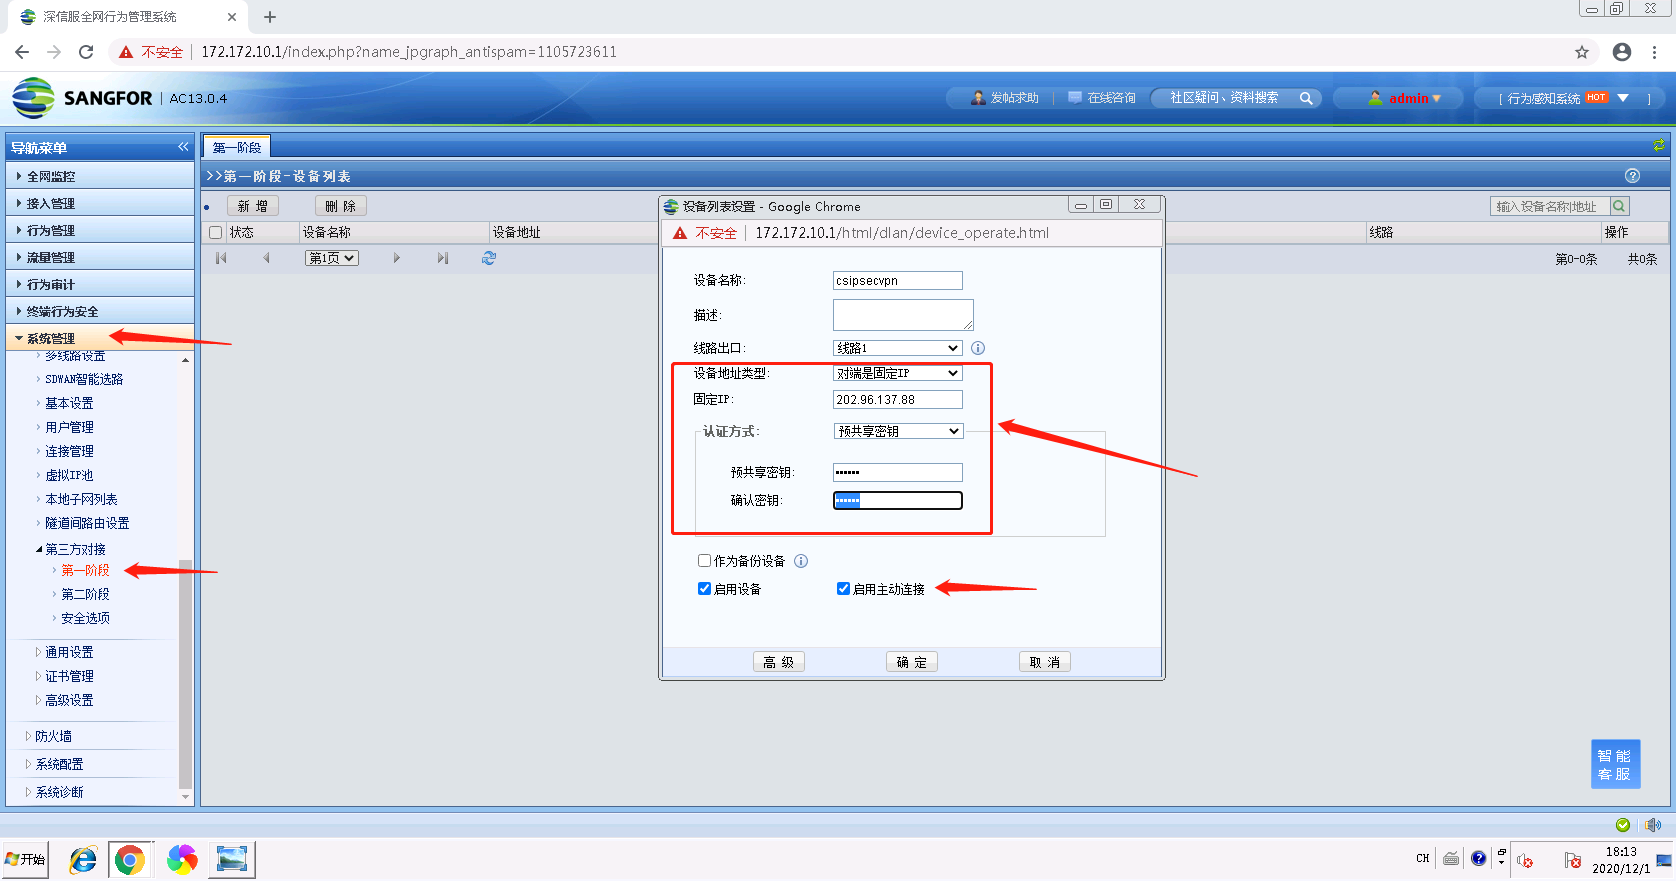 深信服全网行为管理系统
不安全 172.172.10.1/index.php?name_jpgraph_antispam=1105723611
SANGFOR | AC13.0.4
发帖求助
在线咨询
社区疑问、资料搜索
admin
[ 行为感知系统 HOT ]
导航菜单
全网监控
接入管理
行为管理
流量管理
行为审计
终端行为安全
系统管理
多线路设置
SDWAN智能选路
基本设置
用户管理
连接管理
虚拟IP池
本地子网列表
隧道间路由设置
第三方对接
第一阶段
第二阶段
安全选项
通用设置
证书管理
高级设置
防火墙
系统配置
系统诊断
第一阶段
>>第一阶段-设备列表
新 增
删 除
输入设备名称|地址
状态
设备名称
设备地址
线路
操作
第1页
第0-0条
共0条
设备列表设置 - Google Chrome
不安全 172.172.10.1/html/dlan/device_operate.html
设备名称: csipsecvpn
描述:
线路出口: 线路1
设备地址类型: 对端是固定IP
固定IP: 202.96.137.88
认证方式: 预共享密钥
预共享密钥: ••••••
确认密钥: ••••••
作为备份设备
启用设备
启用主动连接
高 级
确 定
取 消
智 能
客 服
开始
CH
18:13
2020/12/1